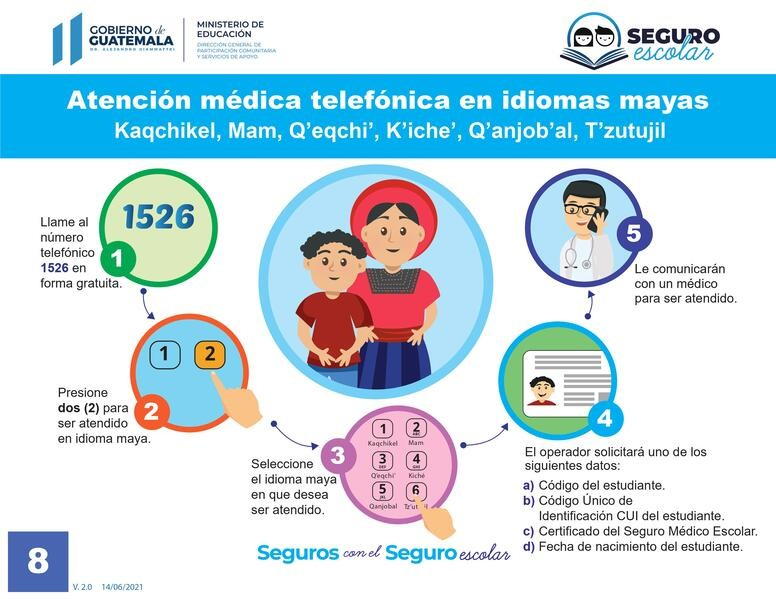 GOBIERNO de
GUATEMALA
DR. ALEJANDRO GIAMMATTEI
MINISTERIO DE
EDUCACIÓN
DIRECCIÓN GENERAL DE
PARTICIPACIÓN COMUNITARIA
Y SERVICIOS DE APOYO
SEGURO
escolar
Atención médica telefónica en idiomas mayas
Kaqchikel, Mam, Q’eqchi’, K’iche’, Q’anjob’al, T’zutujil
1526
1
Llame al
número
telefónico
1526 en
forma gratuita.
1 2
2
Presione
dos (2) para
ser atendido
en idioma maya.
3
Seleccione
el idioma maya
en que desea
ser atendido.
1 2 ABC
Kaqchikel Mam
3 DEF 4 GHI
Q'eqchi' Kiché
5 JKL 6
Qanjobal
4
El operador solicitará uno de los
siguientes datos:
a) Código del estudiante.
b) Código Único de
Identificación CUI del estudiante.
c) Certificado del Seguro Médico Escolar.
d) Fecha de nacimiento del estudiante.
5
Le comunicarán
con un médico
para ser atendido.
Seguros con el Seguro escolar
8
V. 2.0 14/06/2021